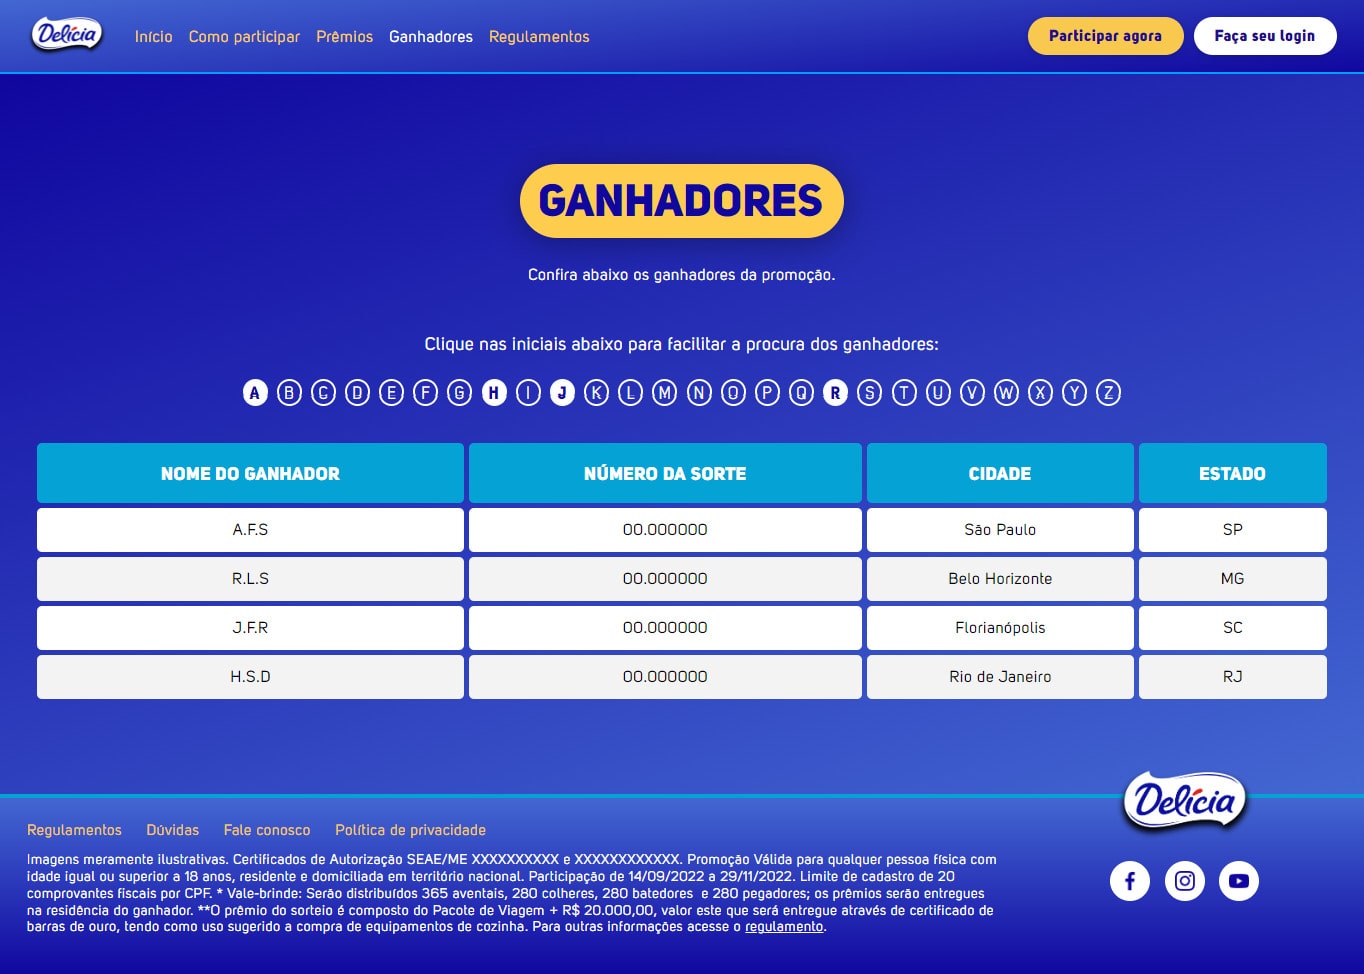 Delícia
Início Como participar Prêmios Ganhadores Regulamentos
Participar agora Faça seu login
GANHADORES
Confira abaixo os ganhadores da promoção.
Clique nas iniciais abaixo para facilitar a procura dos ganhadores:
A B C D E F G H I J K L M N O P Q R S T U V W X Y Z
NOME DO GANHADOR NÚMERO DA SORTE CIDADE ESTADO
A.F.S 00.000000 São Paulo SP
R.L.S 00.000000 Belo Horizonte MG
J.F.R 00.000000 Florianópolis SC
H.S.D 00.000000 Rio de Janeiro RJ
Delícia
Regulamentos Dúvidas Fale conosco Política de privacidade
Imagens meramente ilustrativas. Certificados de Autorização SEAE/ME XXXXXXXXXX e XXXXXXXXXXXX. Promoção Válida para qualquer pessoa física com
idade igual ou superior a 18 anos, residente e domiciliada em território nacional. Participação de 14/09/2022 a 29/11/2022. Limite de cadastro de 20
comprovantes fiscais por CPF. * Vale-brinde: Serão distribuídos 365 aventais, 280 colheres, 280 batedores e 280 pegadores; os prêmios serão entregues
na residência do ganhador. **O prêmio do sorteio é composto do Pacote de Viagem + R$ 20.000,00, valor este que será entregue através de certificado de
barras de ouro, tendo como uso sugerido a compra de equipamentos de cozinha. Para outras informações acesse o regulamento.